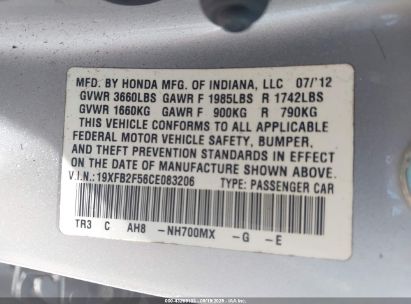 MFD. BY HONDA MFG. OF INDIANA, LLC 07/'12
GVWR 3660LBS GAWR F 1985LBS R 1742LBS
GVWR 1660KG GAWR F 900KG R 790KG
THIS VEHICLE CONFORMS TO ALL APPLICABLE
FEDERAL MOTOR VEHICLE SAFETY, BUMPER,
AND THEFT PREVENTION STANDARDS IN EFFECT
ON THE DATE OF MANUFACTURE SHOWN ABOVE.
V.I.N.: 19XFB2F56CE083206 TYPE: PASSENGER CAR
TR3 C AH8 -NH700MX -G -E